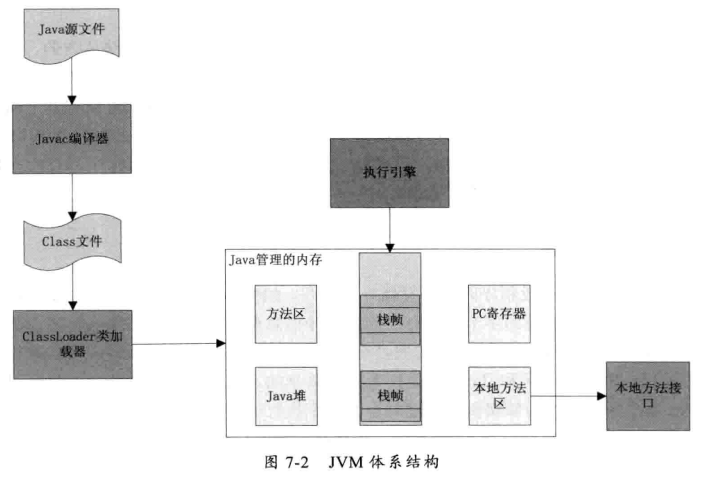 Java源文件
Javac编译器
执行引擎
Class文件
Java管理的内存
方法区
栈帧
PC寄存器
ClassLoader类加
载器
Java堆
栈帧
本地方法
区
本地方法接
口
图 7-2 JVM 体系结构